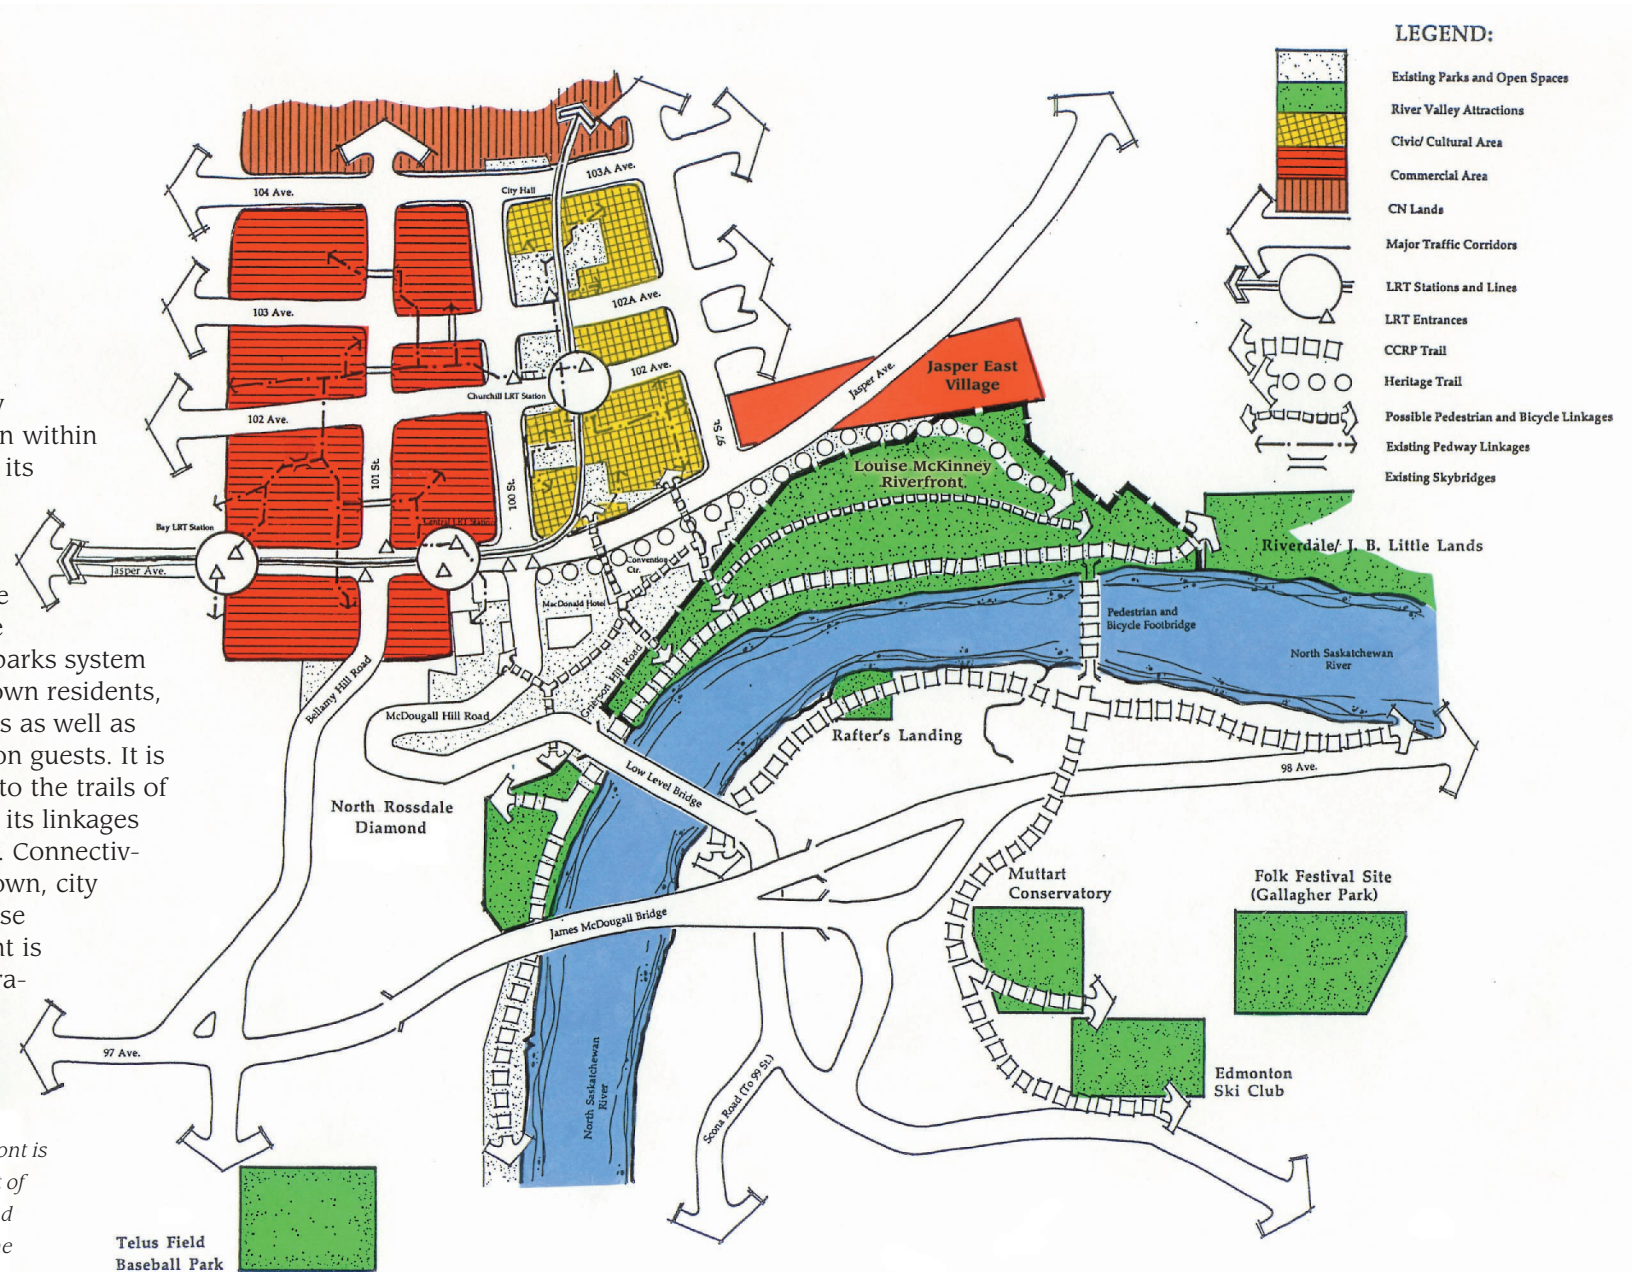 LEGEND:
Existing Parks and Open Spaces
River Valley Attractions
Civic/ Cultural Area
Commercial Area
CN Lands
Major Traffic Corridors
LRT Stations and Lines
LRT Entrances
CCRP Trail
Heritage Trail
Possible Pedestrian and Bicycle Linkages
Existing Pedway Linkages
Existing Skybridges
104 Ave.
City Hall
103A Ave.
103 Ave.
102A Ave.
102 Ave.
Churchill LRT Station
102 Ave.
97 St.
101 St.
100 St.
Jasper Ave.
Jasper East
Village
Louise McKinney
Riverfront
Riverdale/ J. B. Little Lands
Bay LRT Station
Central LRT Station
Jasper Ave.
Convention
Ctr.
MacDonald Hotel
Pedestrian and
Bicycle Footbridge
North Saskatchewan
River
Bellamy Hill Road
Grierson Hill Road
McDougall Hill Road
Rafter's Landing
Low Level Bridge
98 Ave.
North Rossdale
Diamond
Muttart
Conservatory
Folk Festival Site
(Gallagher Park)
James McDougall Bridge
97 Ave.
North Saskatchewan
River
Scona Road (To 99 St.)
Edmonton
Ski Club
Telus Field
Baseball Park
n within
its
e
e
parks system
own residents,
s as well as
on guests. It is
to the trails of
its linkages
. Connectiv-
own, city
se
nt is
ra-
ont is
t of
d
ne